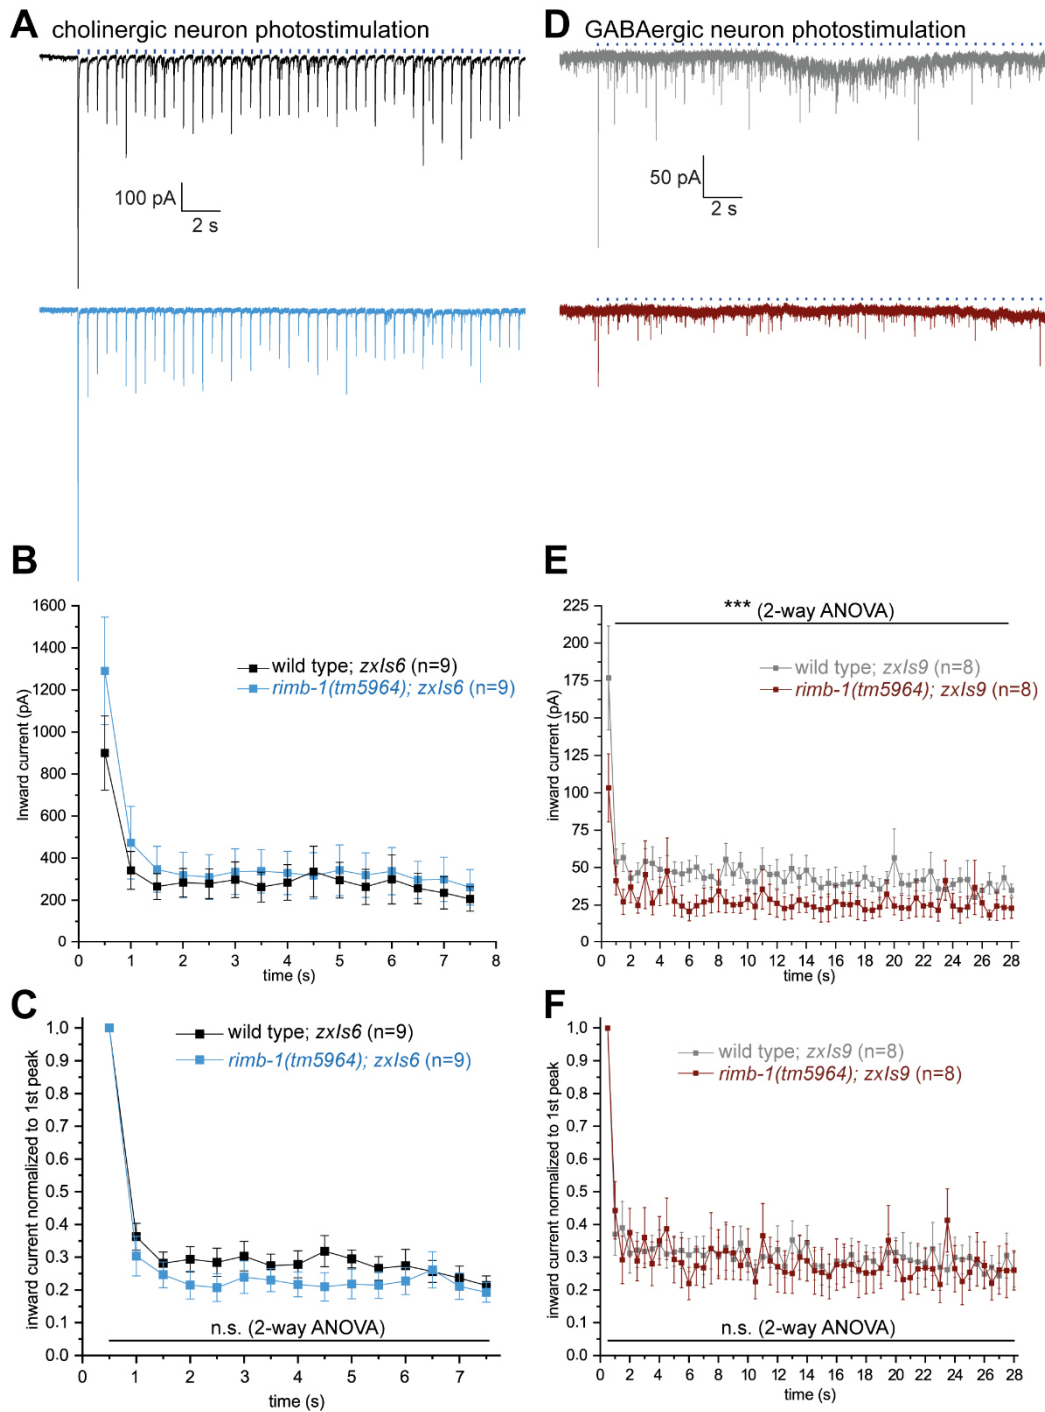 A cholinergic neuron photostimulation
100 pA
2 s
D GABAergic neuron photostimulation
50 pA
2 s
B
1600
1400
1200
1000
800
600
400
200
0
Inward current (pA)
wild type; zxIs6 (n=9)
rimb-1(tm5964); zxIs6 (n=9)
0 1 2 3 4 5 6 7 8
time (s)
E
225
200
175
150
125
100
75
50
25
0
inward current (pA)
*** (2-way ANOVA)
wild type; zxIs9 (n=8)
rimb-1(tm5964); zxIs9 (n=8)
0 2 4 6 8 10 12 14 16 18 20 22 24 26 28
time (s)
C
1.0
0.9
0.8
0.7
0.6
0.5
0.4
0.3
0.2
0.1
0.0
inward current normalized to 1st peak
wild type; zxIs6 (n=9)
rimb-1(tm5964); zxIs6 (n=9)
n.s. (2-way ANOVA)
0 1 2 3 4 5 6 7
time (s)
F
1.0
0.9
0.8
0.7
0.6
0.5
0.4
0.3
0.2
0.1
0.0
inward current normalized to 1st peak
wild type; zxIs9 (n=8)
rimb-1(tm5964); zxIs9 (n=8)
n.s. (2-way ANOVA)
0 2 4 6 8 10 12 14 16 18 20 22 24 26 28
time (s)